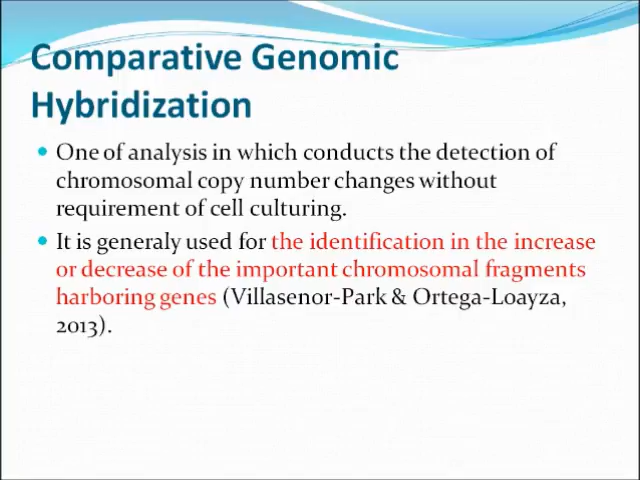 Comparative Genomic
Hybridization
One of analysis in which conducts the detection of
chromosomal copy number changes without
requirement of cell culturing.
It is generaly used for the identification in the increase
or decrease of the important chromosomal fragments
harboring genes (Villasenor-Park & Ortega-Loayza,
2013).